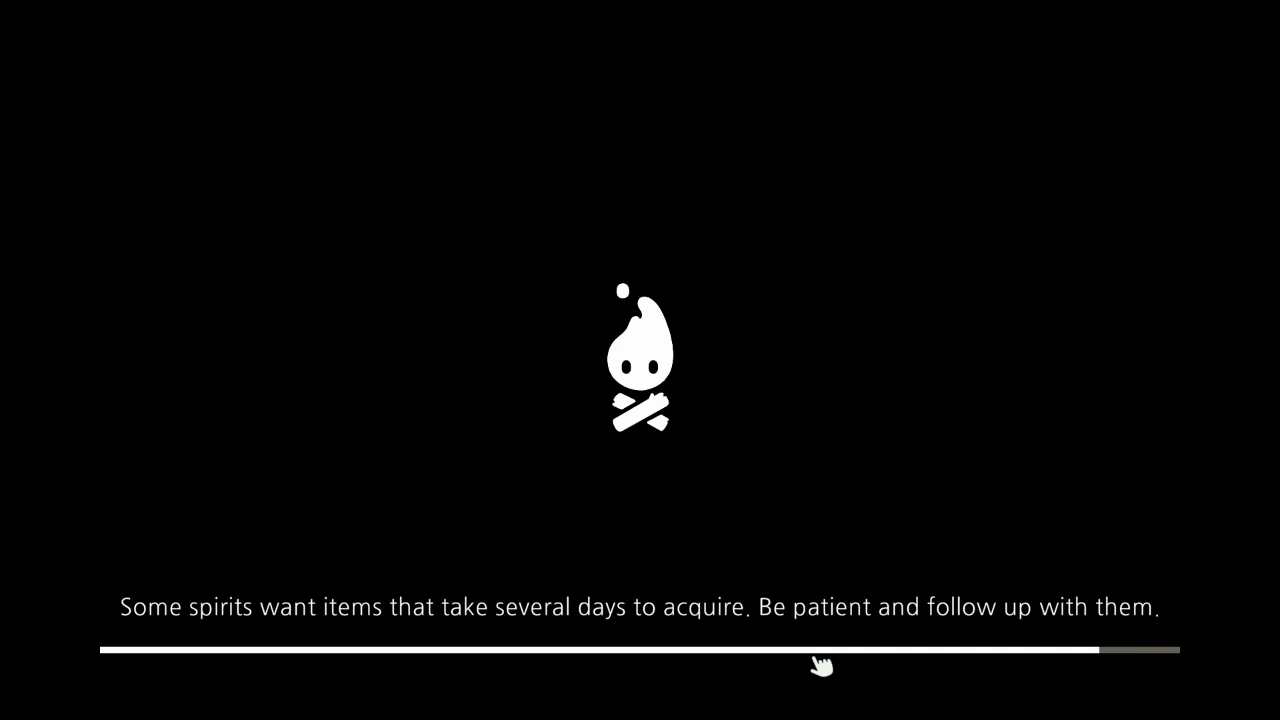 Some spirits want items that take several days to acquire. Be patient and follow up with them.